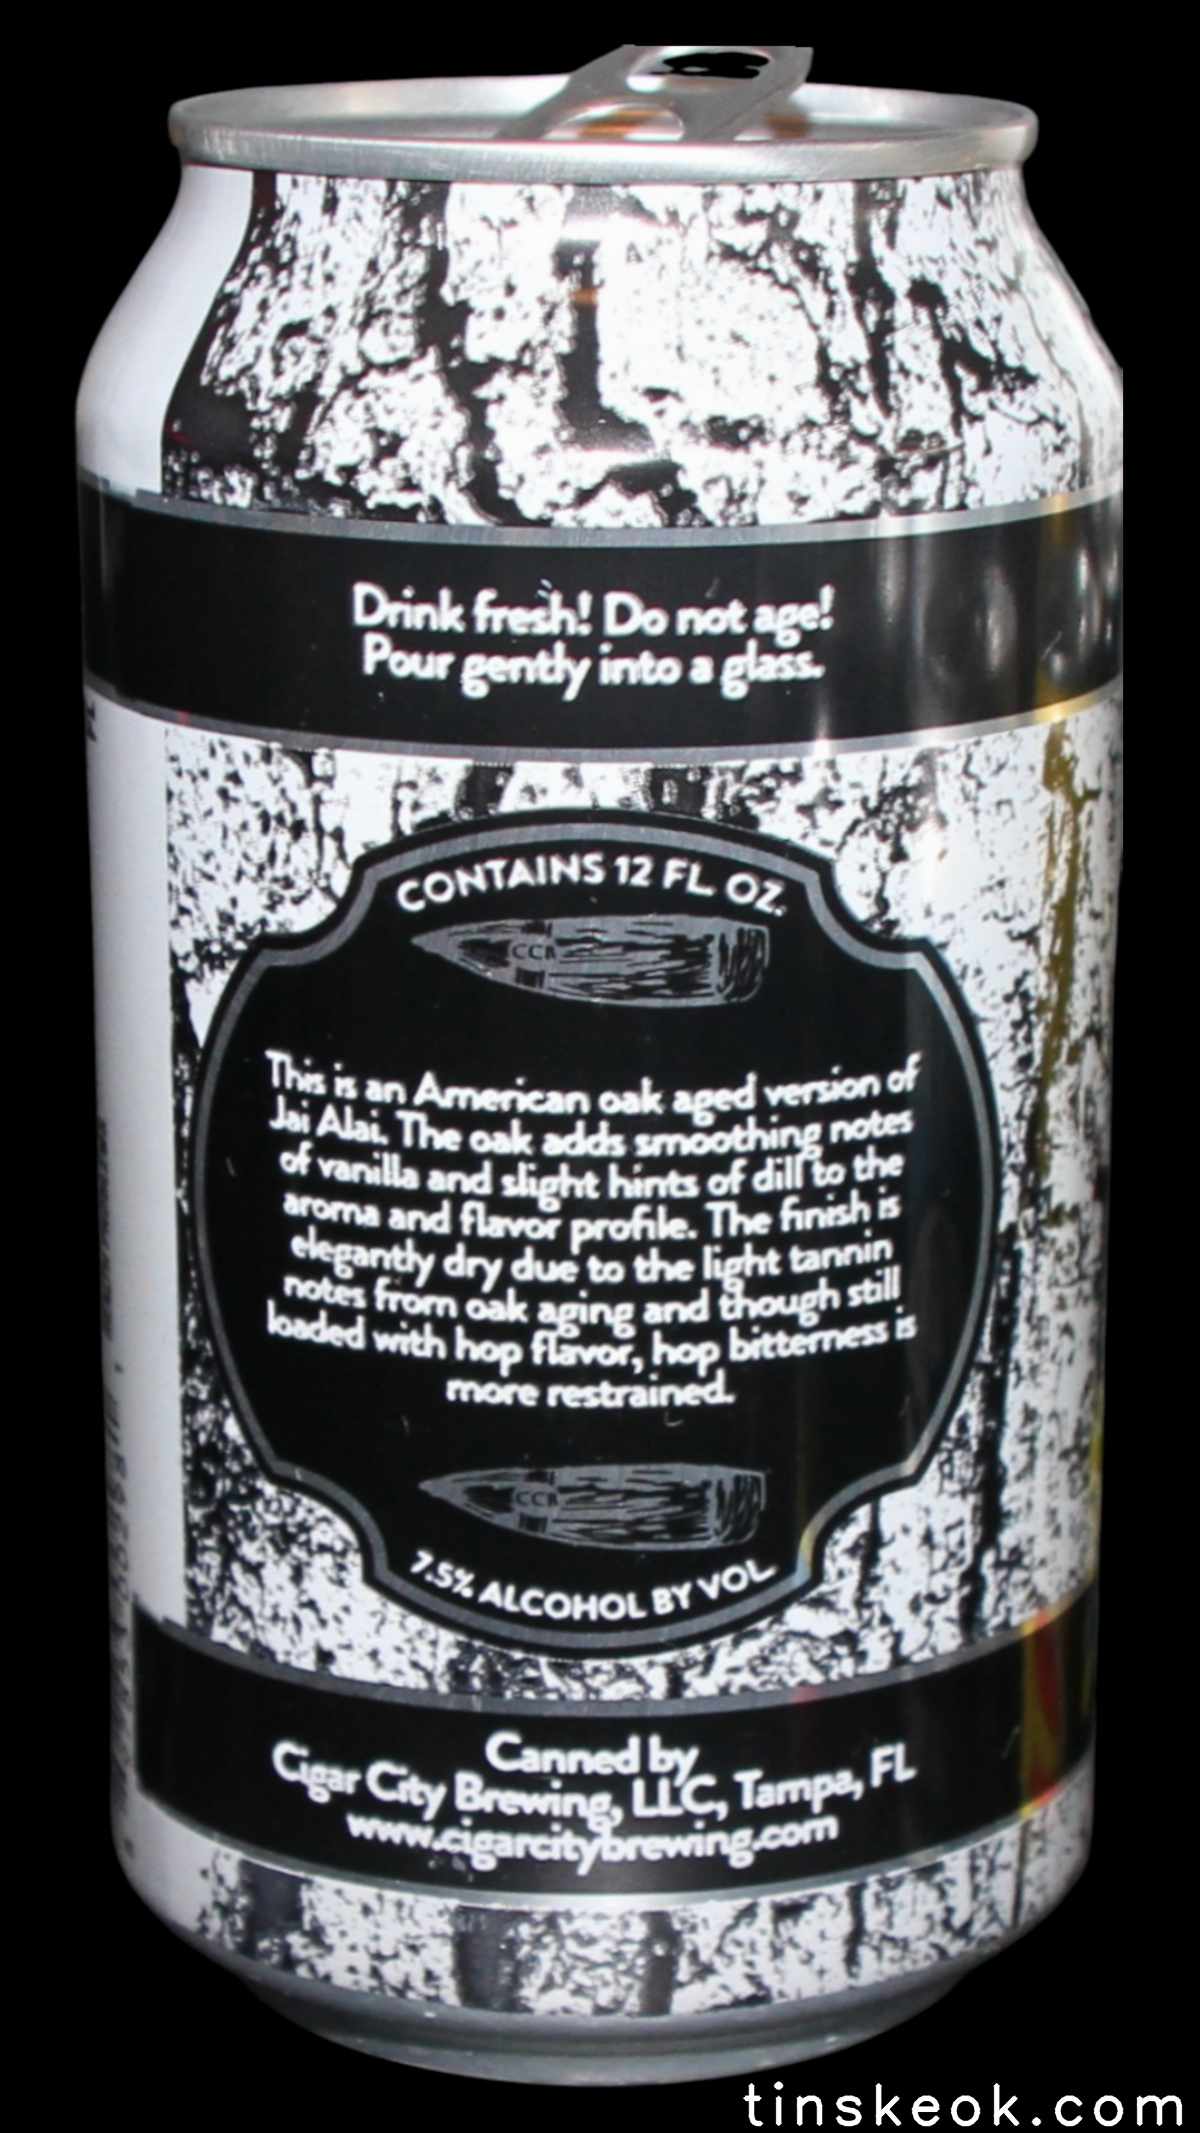 Drink fresh! Do not age!
Pour gently into a glass.
CONTAINS 12 FL. OZ.
CCB
This is an American oak aged version of
Jai Alai. The oak adds smoothing notes
of vanilla and slight hints of dill to the
aroma and flavor profile. The finish is
elegantly dry due to the light tannin
notes from oak aging and though still
loaded with hop flavor, hop bitterness is
more restrained.
CCB
7.5% ALCOHOL BY VOL.
Canned by
Cigar City Brewing, LLC, Tampa, FL
www.cigarcitybrewing.com
tinskeok.com